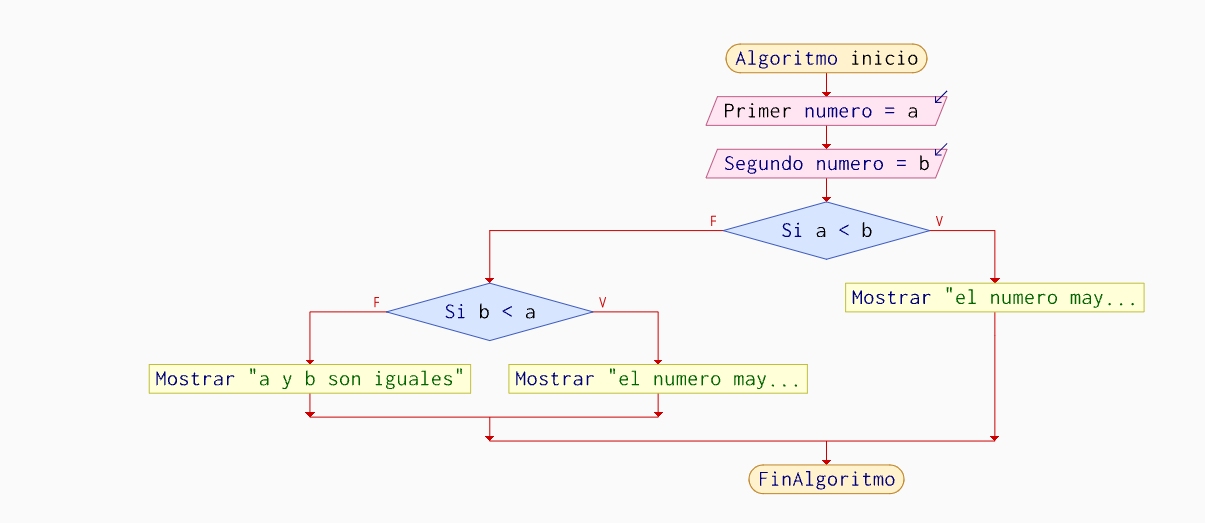 Algoritmo inicio
Primer numero = a
Segundo numero = b
F
Si a < b
V
Mostrar "el numero may...
F
Si b < a
V
Mostrar "a y b son iguales"
Mostrar "el numero may...
FinAlgoritmo